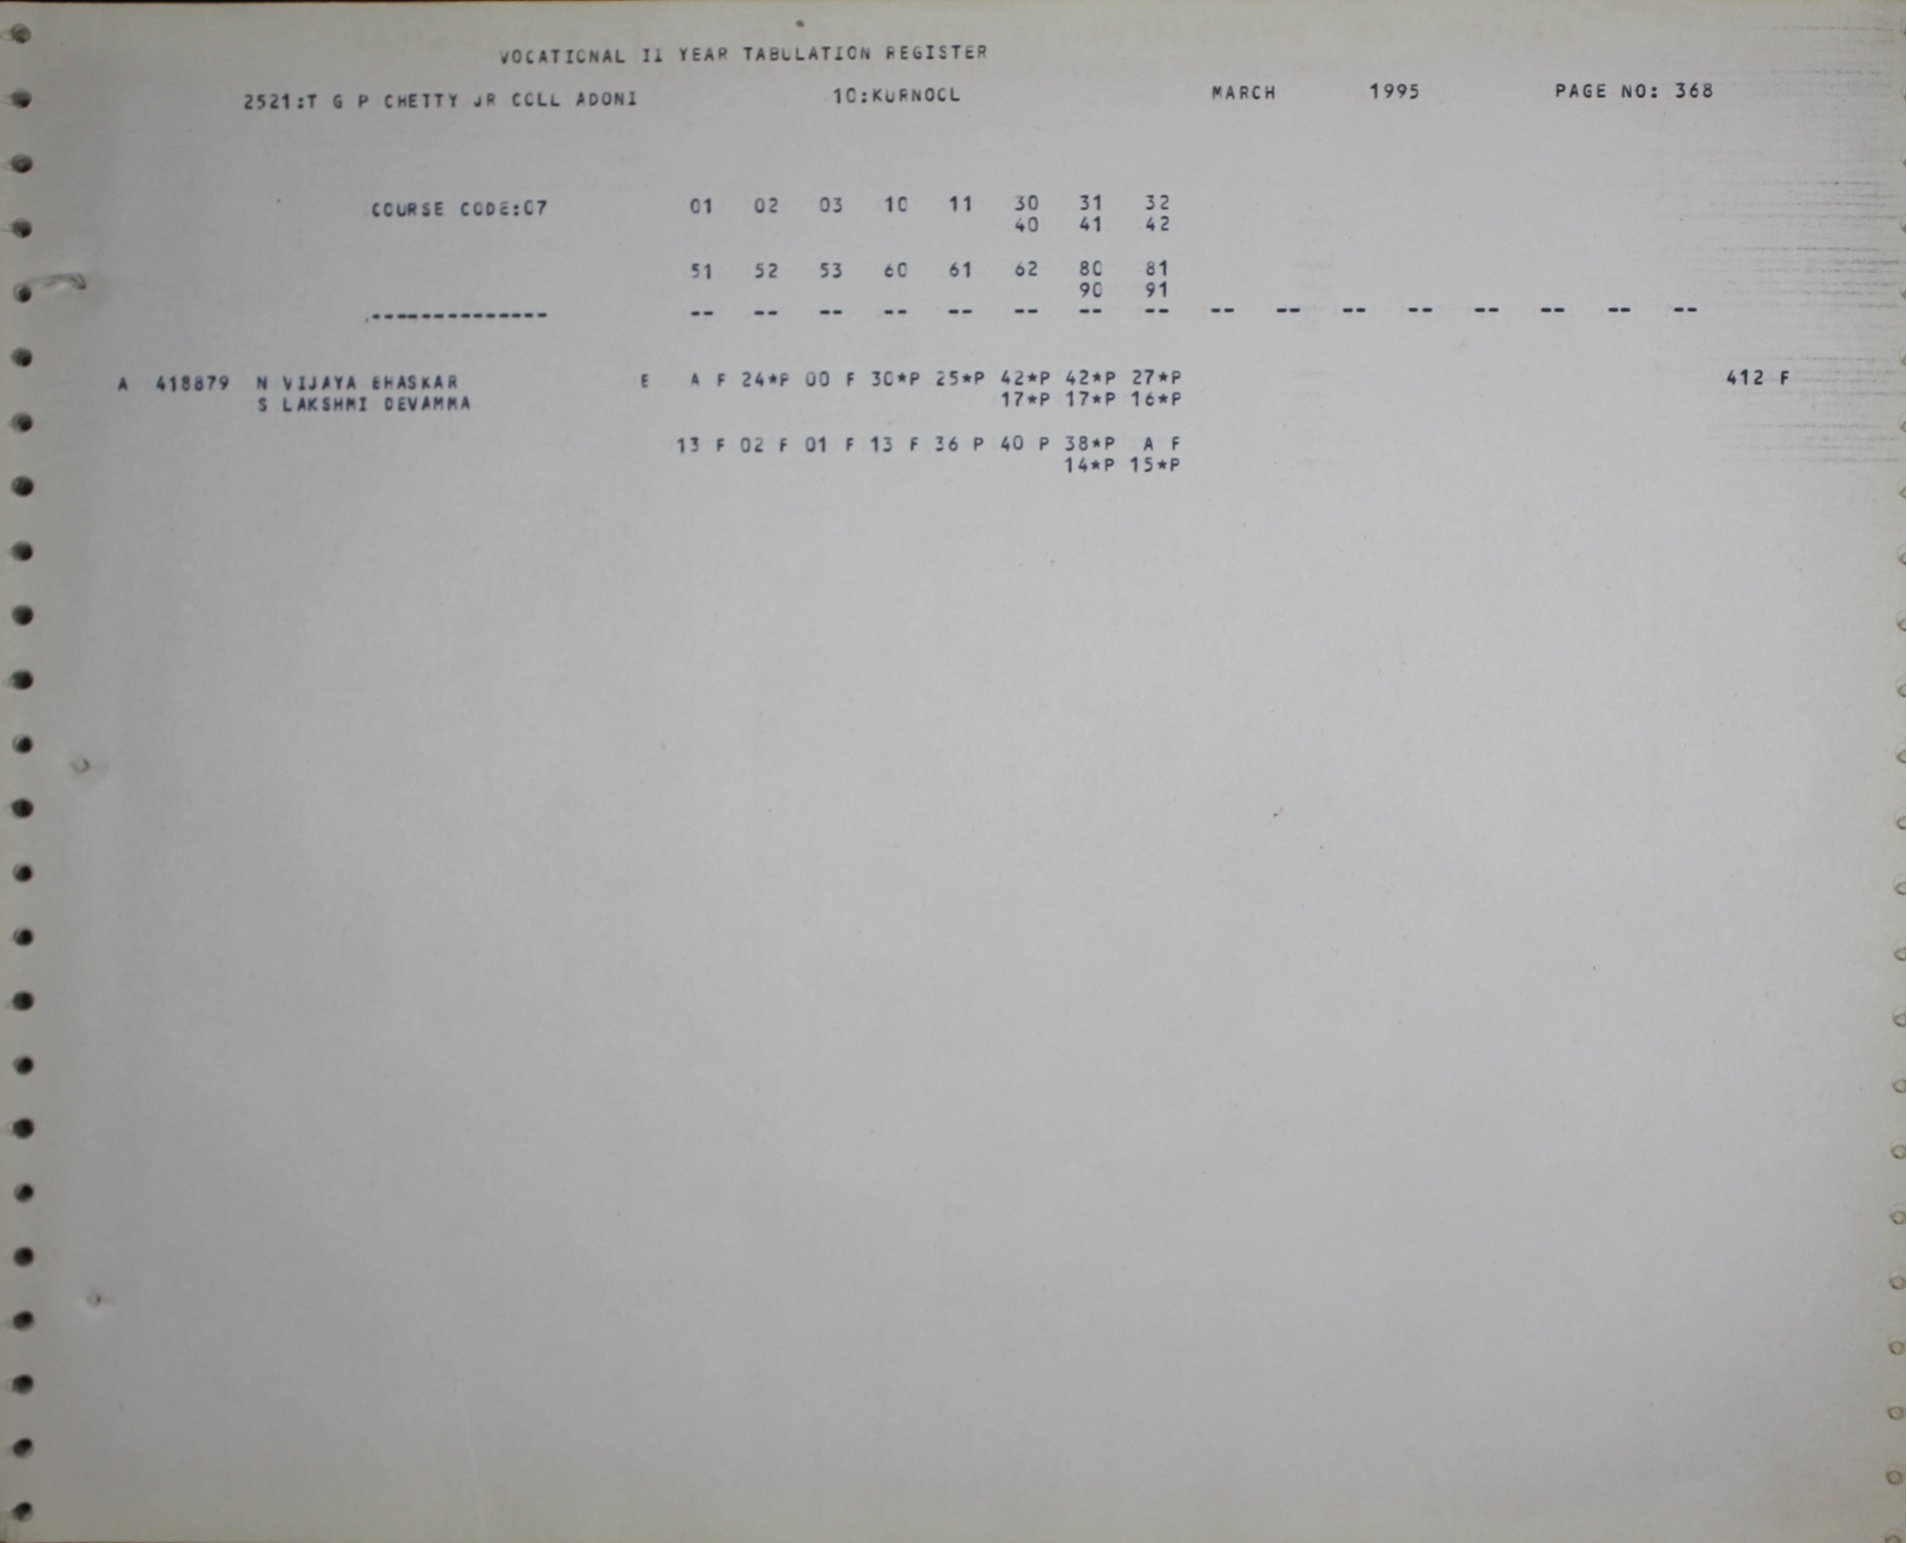 VOCATIONAL II YEAR TABULATION REGISTER
2521:T G P CHETTY JR COLL ADONI 10:KURNOOL MARCH 1995 PAGE NO: 368
COURSE CODE:07 01 02 03 10 11 30 31 32
40 41 42
51 52 53 60 61 62 80 81
90 91
-------------- -- -- -- -- -- -- -- -- -- -- -- -- -- -- -- --
A 418879 N VIJAYA BHASKAR E A F 24*P 00 F 30*P 25*P 42*P 42*P 27*P 412 F
S LAKSHMI DEVAMMA 17*P 17*P 16*P
13 F 02 F 01 F 13 F 36 P 40 P 38*P A F
14*P 15*P